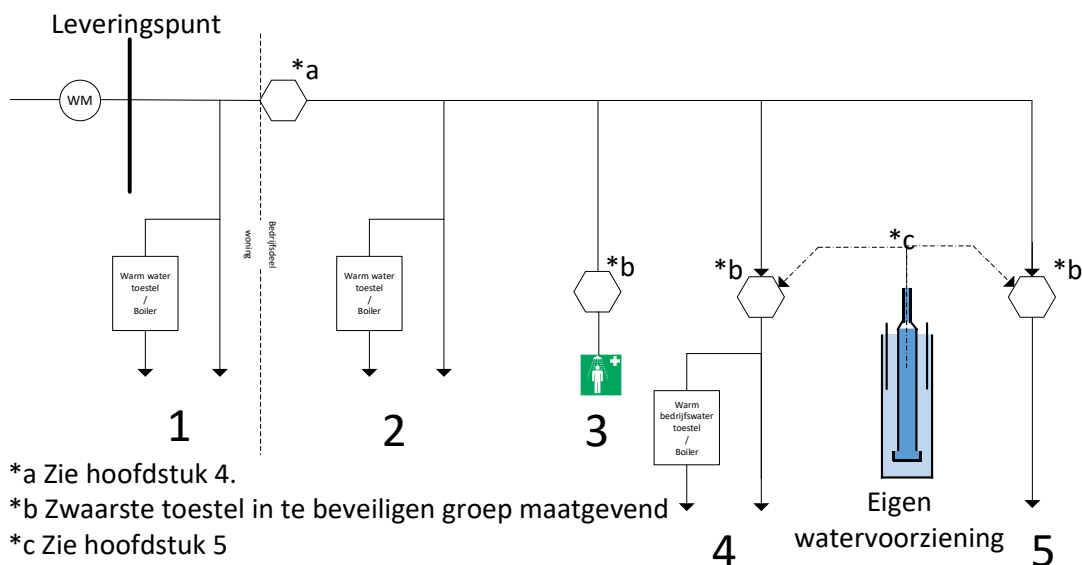 Leveringspunt
*a
WM
Bedrijfsdeel
woning
*c
*b
*b
*b
Warm water
toestel
/
Boiler
Warm water
toestel
/
Boiler
Warm
bedrijfswater
toestel
/
Boiler
1
2
3
*a Zie hoofdstuk 4.
*b Zwaarste toestel in te beveiligen groep maatgevend
*c Zie hoofdstuk 5
Eigen
watervoorziening
4
5